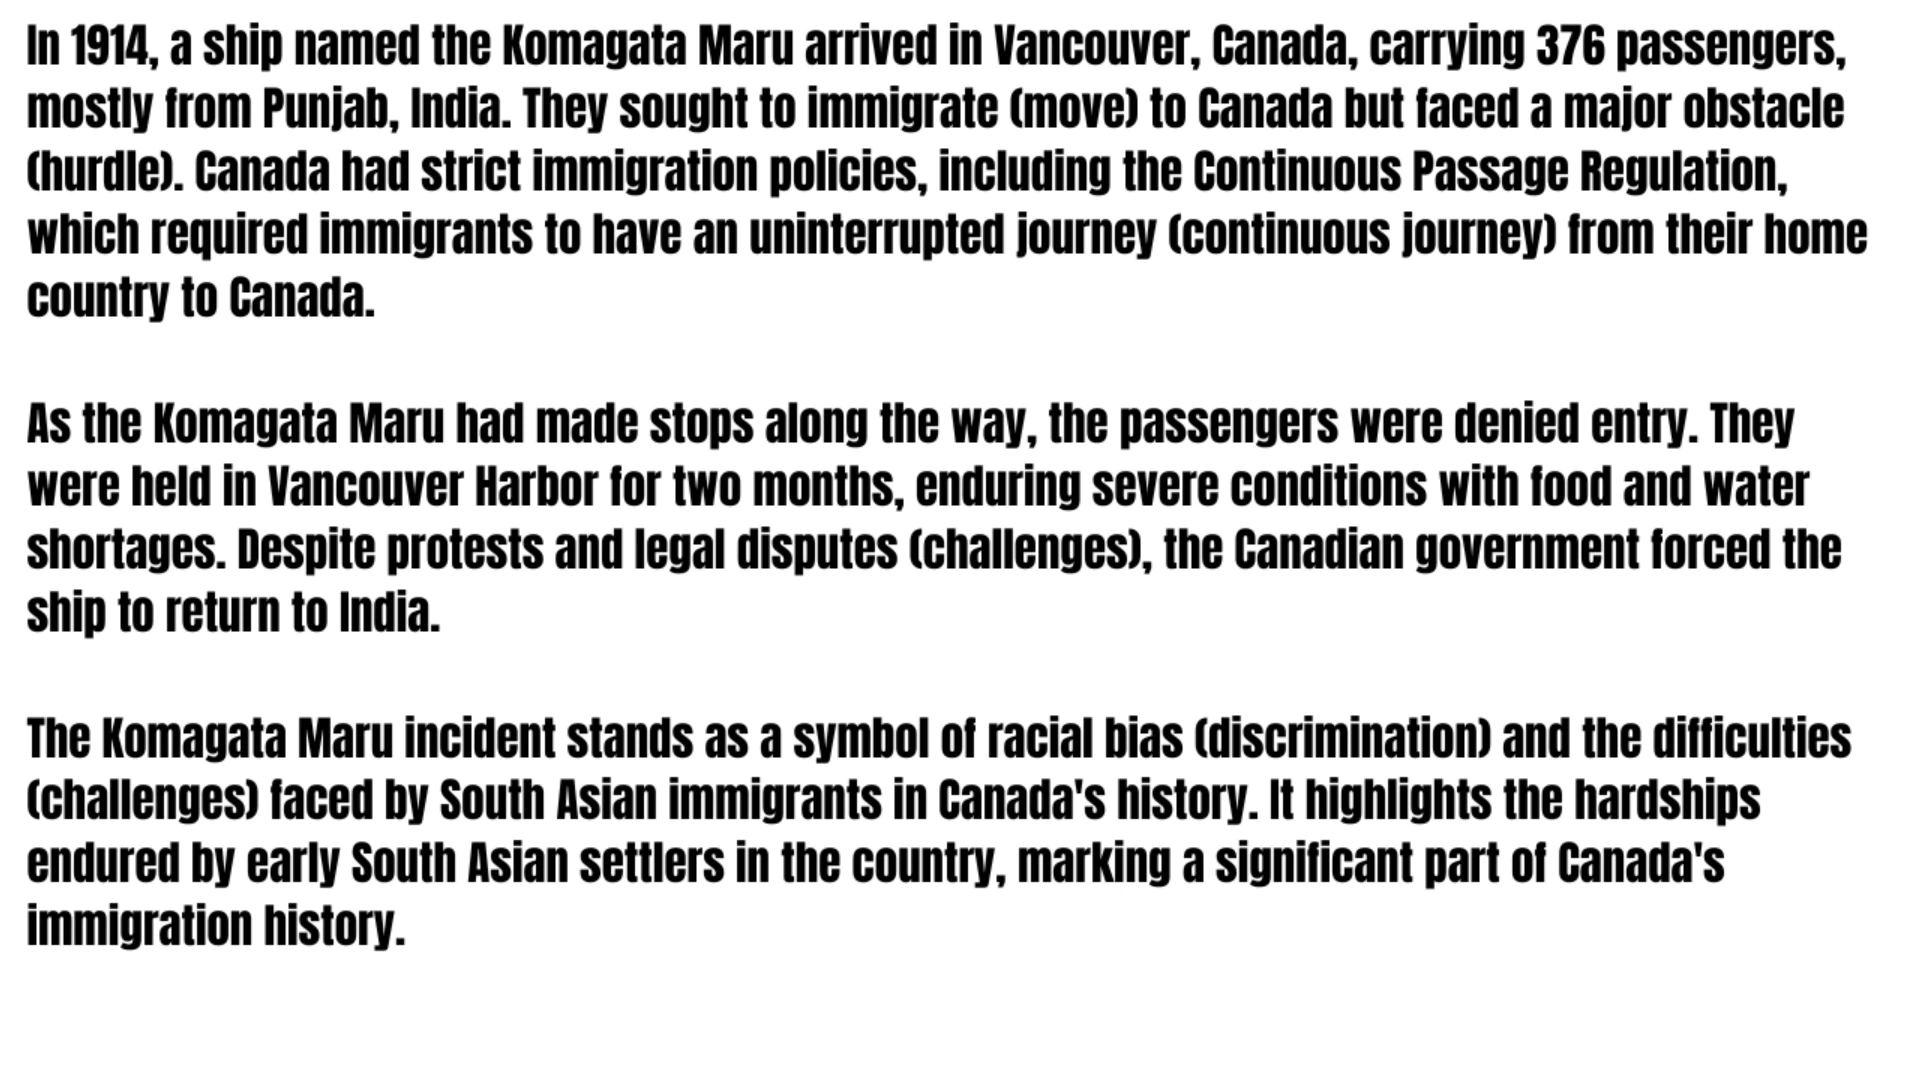 In 1914, a ship named the Komagata Maru arrived in Vancouver, Canada, carrying 376 passengers,
mostly from Punjab, India. They sought to immigrate (move) to Canada but faced a major obstacle
(hurdle). Canada had strict immigration policies, including the Continuous Passage Regulation,
which required immigrants to have an uninterrupted journey (continuous journey) from their home
country to Canada.
As the Komagata Maru had made stops along the way, the passengers were denied entry. They
were held in Vancouver Harbor for two months, enduring severe conditions with food and water
shortages. Despite protests and legal disputes (challenges), the Canadian government forced the
ship to return to India.
The Komagata Maru incident stands as a symbol of racial bias (discrimination) and the difficulties
(challenges) faced by South Asian immigrants in Canada's history. It highlights the hardships
endured by early South Asian settlers in the country, marking a significant part of Canada's
immigration history.